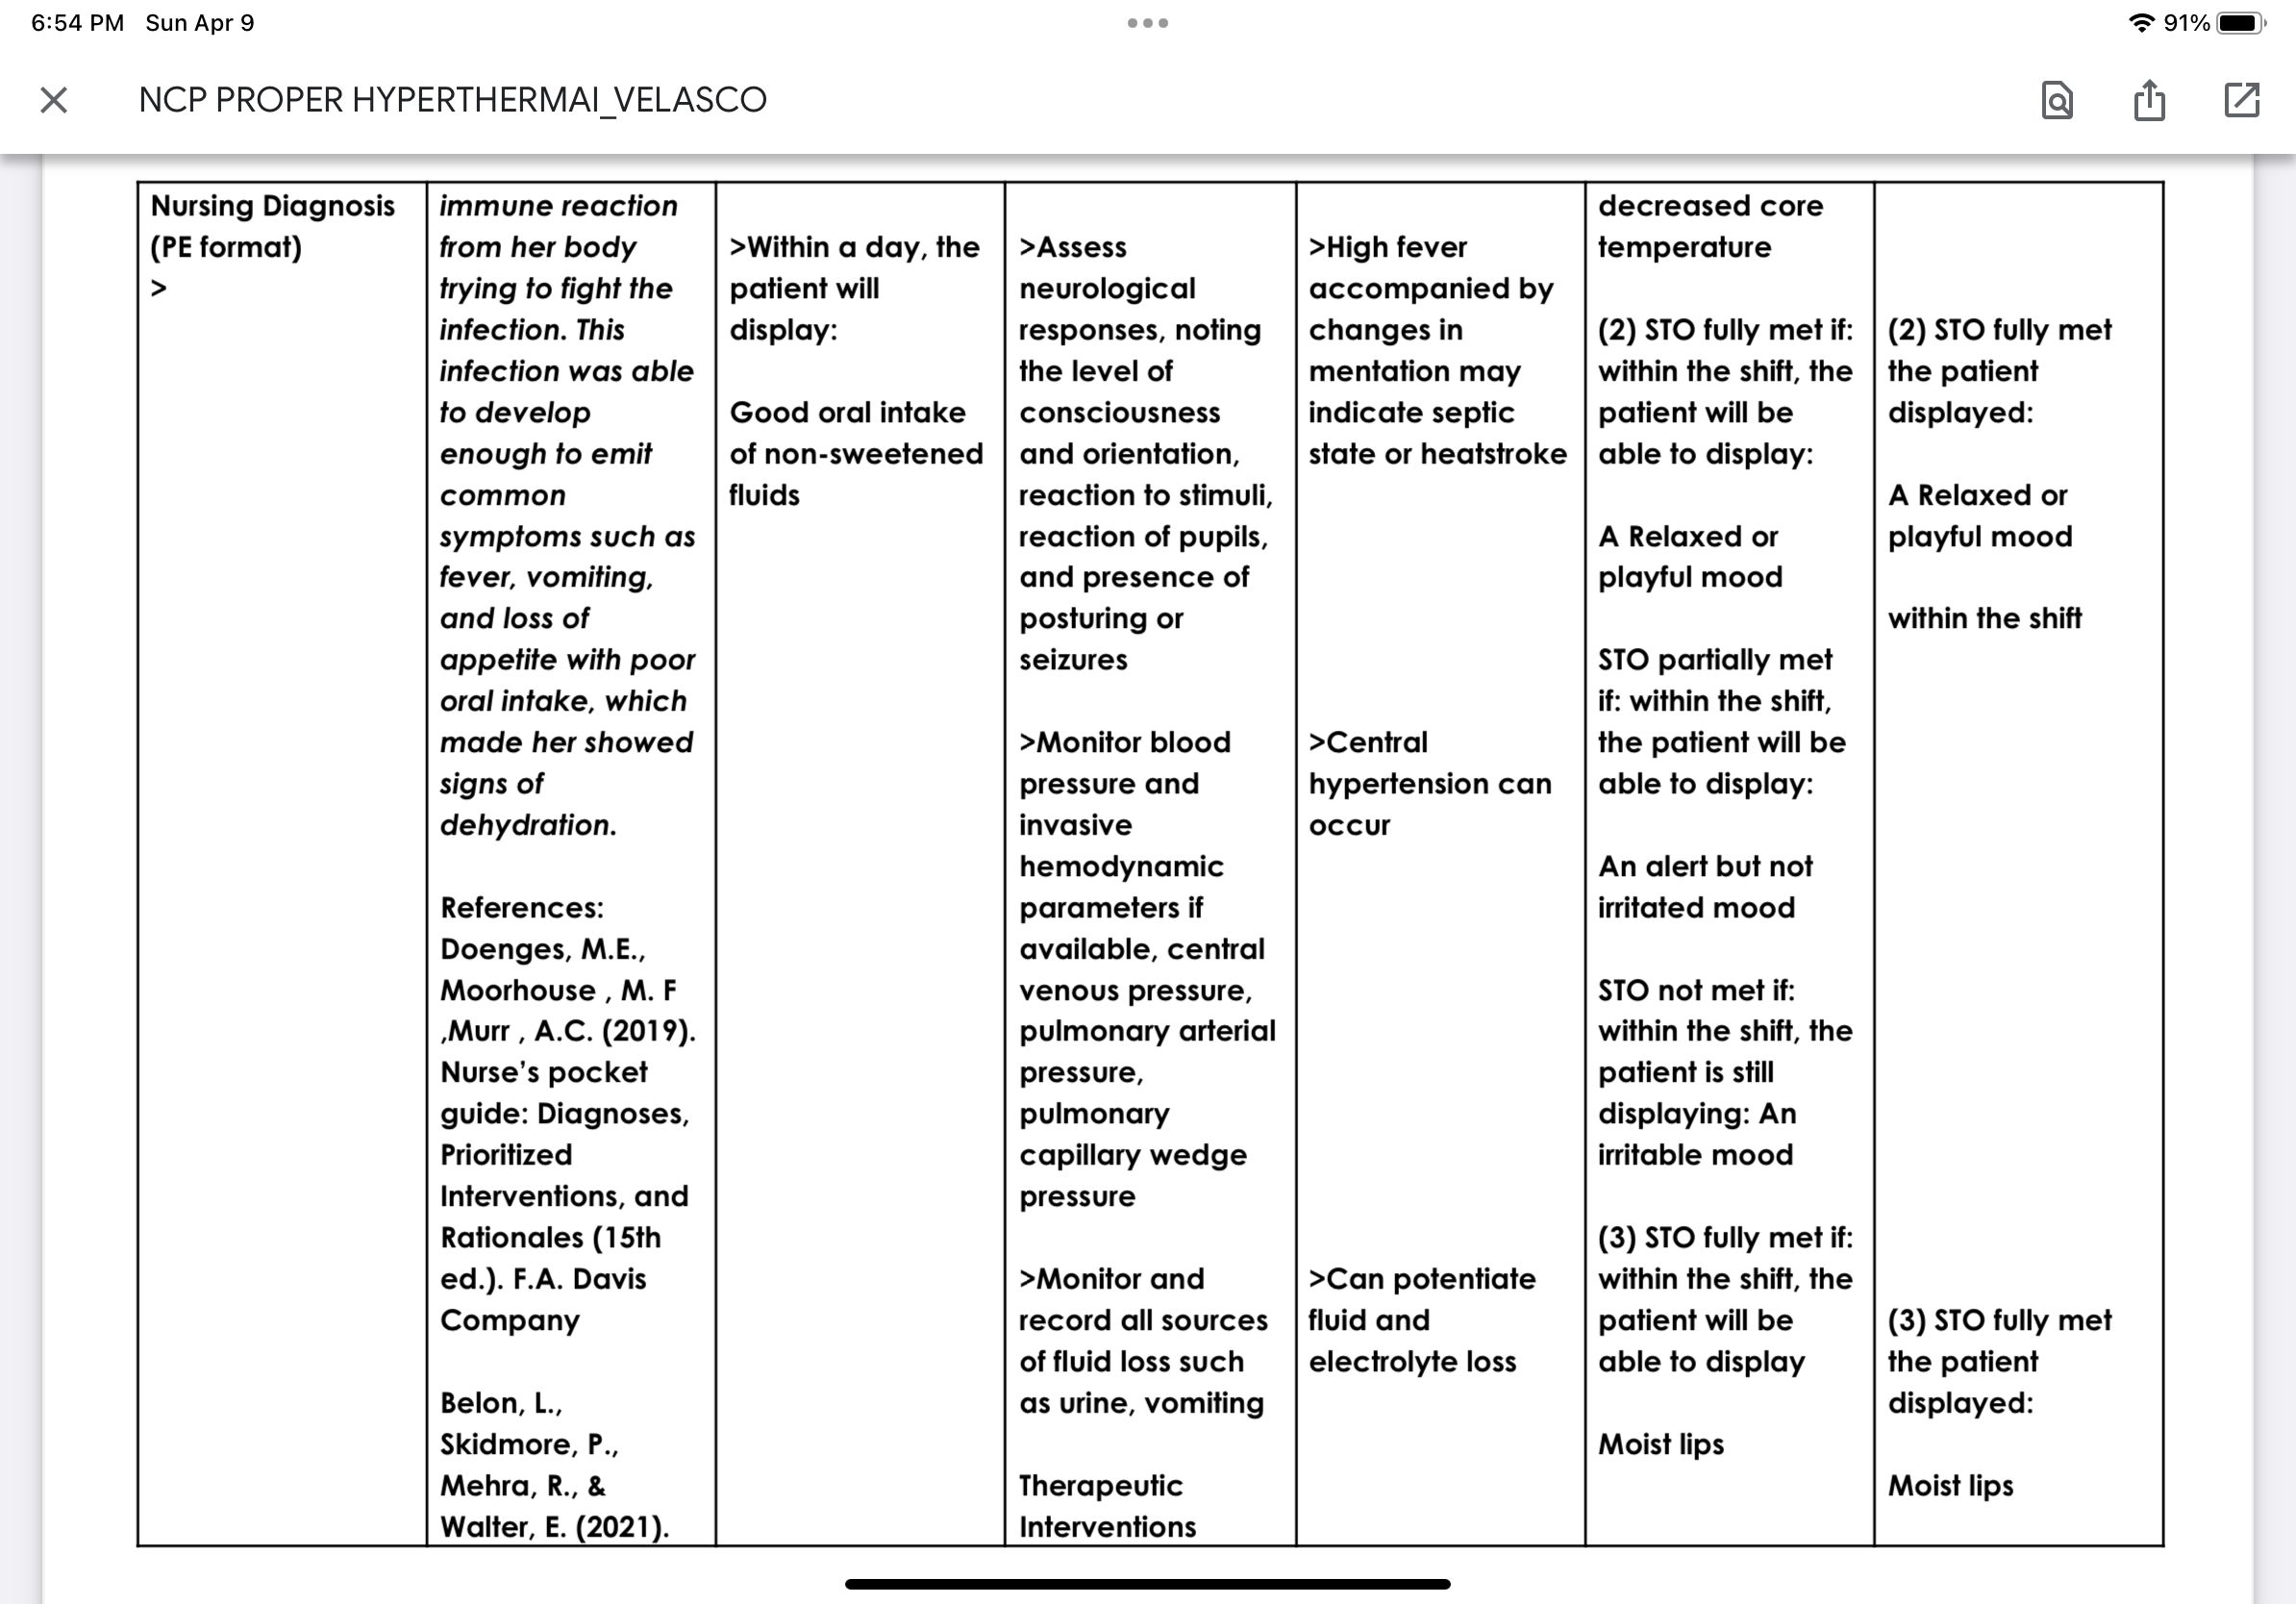 6:54 PM Sun Apr 9
91%
NCP PROPER HYPERTHERMAI_VELASCO
Nursing Diagnosis
(PE format)
>
immune reaction
from her body
trying to fight the
infection. This
infection was able
to develop
enough to emit
common
symptoms such as
fever, vomiting,
and loss of
appetite with poor
oral intake, which
made her showed
signs of
dehydration.
References:
Doenges, M.E.,
Moorhouse , M. F
,Murr , A.C. (2019).
Nurse’s pocket
guide: Diagnoses,
Prioritized
Interventions, and
Rationales (15th
ed.). F.A. Davis
Company
Belon, L.,
Skidmore, P.,
Mehra, R., &
Walter, E. (2021).
>Within a day, the
patient will
display:
Good oral intake
of non-sweetened
fluids
>Assess
neurological
responses, noting
the level of
consciousness
and orientation,
reaction to stimuli,
reaction of pupils,
and presence of
posturing or
seizures
>Monitor blood
pressure and
invasive
hemodynamic
parameters if
available, central
venous pressure,
pulmonary arterial
pressure,
pulmonary
capillary wedge
pressure
>Monitor and
record all sources
of fluid loss such
as urine, vomiting
Therapeutic
Interventions
>High fever
accompanied by
changes in
mentation may
indicate septic
state or heatstroke
>Central
hypertension can
occur
>Can potentiate
fluid and
electrolyte loss
decreased core
temperature
(2) STO fully met if:
within the shift, the
patient will be
able to display:
A Relaxed or
playful mood
STO partially met
if: within the shift,
the patient will be
able to display:
An alert but not
irritated mood
STO not met if:
within the shift, the
patient is still
displaying: An
irritable mood
(3) STO fully met if:
within the shift, the
patient will be
able to display
Moist lips
(2) STO fully met
the patient
displayed:
A Relaxed or
playful mood
within the shift
(3) STO fully met
the patient
displayed:
Moist lips